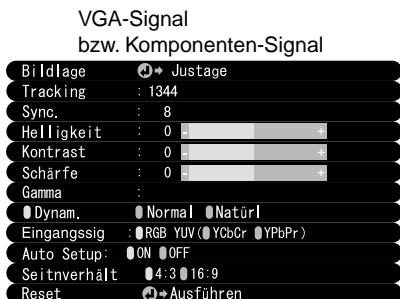 VGA-Signal
bzw. Komponenten-Signal
Bildlage Justage
Tracking : 1344
Sync. : 8
Helligkeit : 0 - +
Kontrast : 0 - +
Schärfe : 0 - +
Gamma :
Dynam. Normal Natürl
Eingangssig : RGB YUV ( YCbCr YPbPr )
Auto Setup: ON OFF
Seitnverhält 4:3 16:9
Reset Ausführen